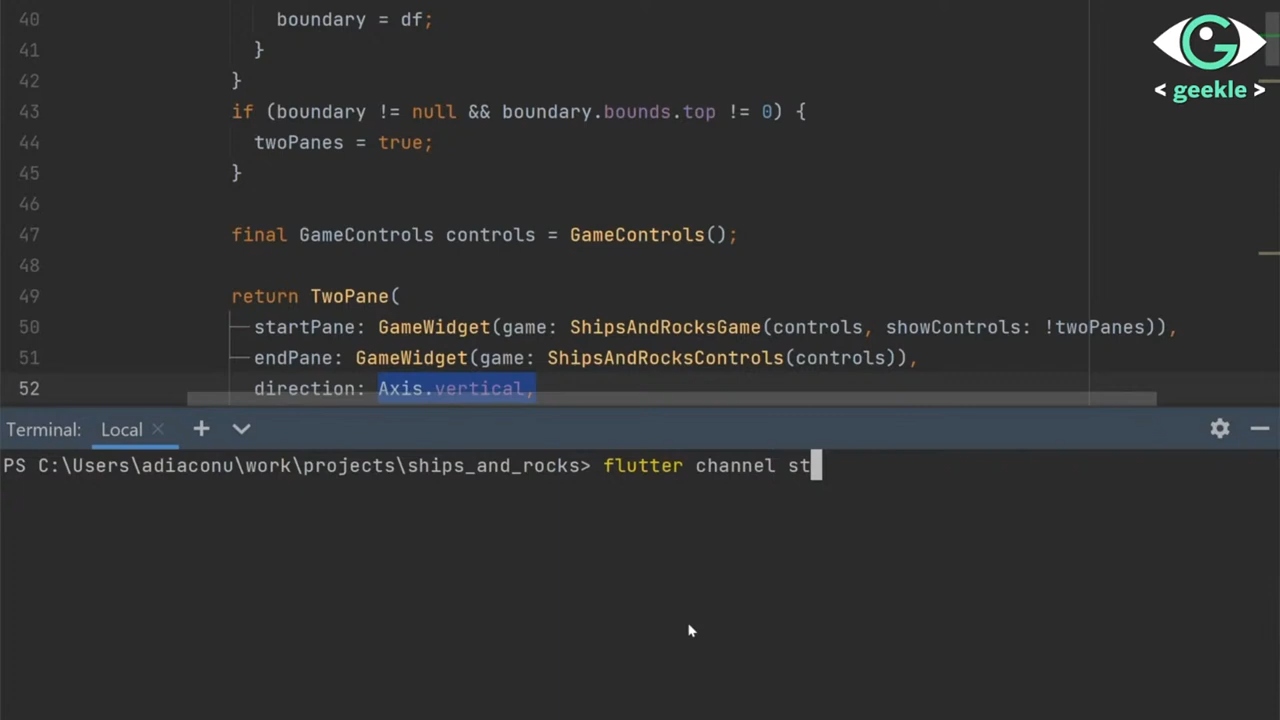 40 boundary = df;
41 }
42 }
43 if (boundary != null && boundary.bounds.top != 0) {
44 twoPanes = true;
45 }
46
47 final GameControls controls = GameControls();
48
49 return TwoPane(
50 startPane: GameWidget(game: ShipsAndRocksGame(controls, showControls: !twoPanes)),
51 endPane: GameWidget(game: ShipsAndRocksControls(controls)),
52 direction: Axis.vertical,
G
< geekle >
Terminal: Local
PS C:\Users\adiaconu\work\projects\ships_and_rocks> flutter channel st